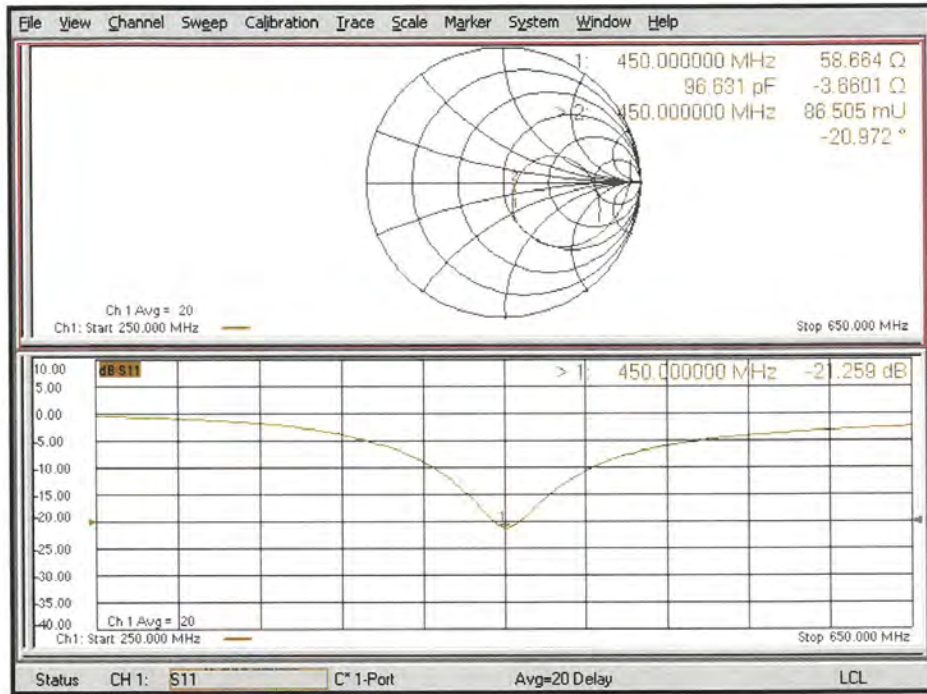 File View Channel Sweep Calibration Trace Scale Marker System Window Help
1: 450.000000 MHz 58.664 Ω
96.631 pF -3.6601 Ω
> 2: 450.000000 MHz 86.505 mU
-20.972 °
Ch 1 Avg = 20
Ch1: Start 250.000 MHz
Stop 650.000 MHz
10.00
dB S11
> 1: 450.000000 MHz -21.259 dB
5.00
0.00
-5.00
-10.00
-15.00
-20.00
1
-25.00
-30.00
-35.00
-40.00
Ch 1 Avg = 20
Ch1: Start 250.000 MHz
Stop 650.000 MHz
Status CH 1: S11 C* 1-Port Avg=20 Delay LCL